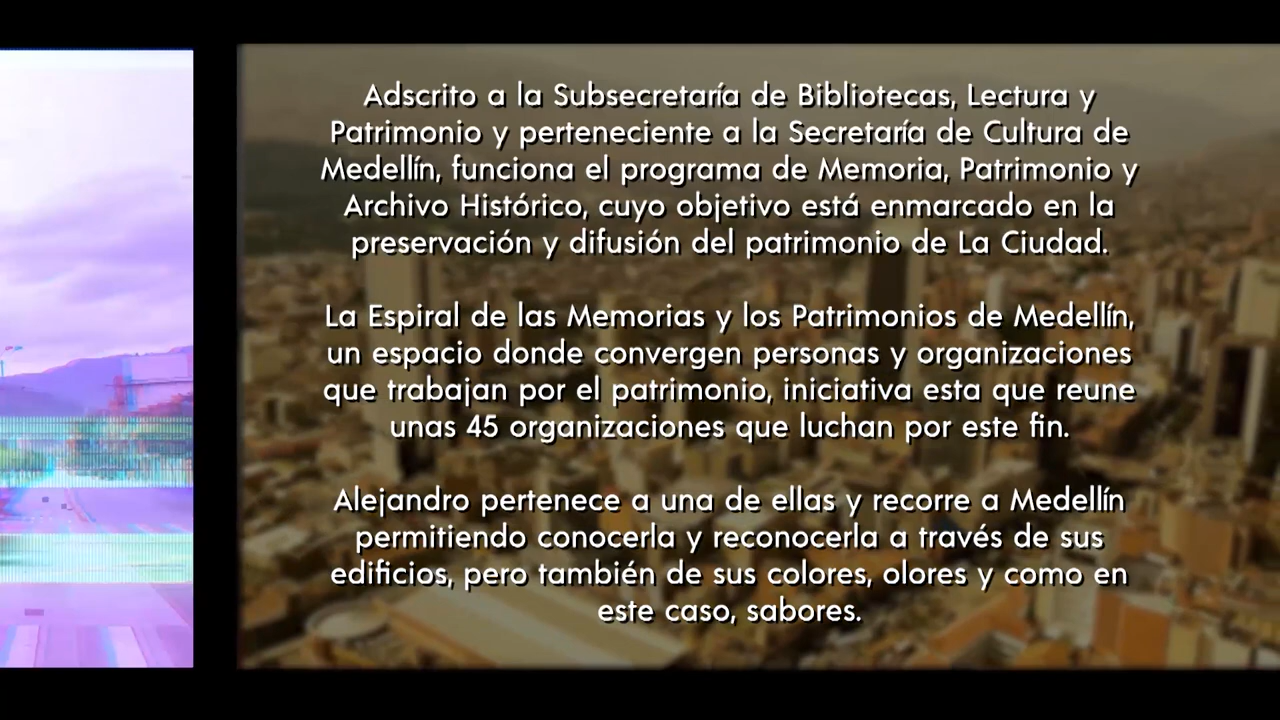 Adscrito a la Subsecretaría de Bibliotecas, Lectura y
Patrimonio y perteneciente a la Secretaría de Cultura de
Medellín, funciona el programa de Memoria, Patrimonio y
Archivo Histórico, cuyo objetivo está enmarcado en la
preservación y difusión del patrimonio de La Ciudad.
La Espiral de las Memorias y los Patrimonios de Medellín,
un espacio donde convergen personas y organizaciones
que trabajan por el patrimonio, iniciativa esta que reune
unas 45 organizaciones que luchan por este fin.
Alejandro pertenece a una de ellas y recorre a Medellín
permitiendo conocerla y reconocerla a través de sus
edificios, pero también de sus colores, olores y como en
este caso, sabores.